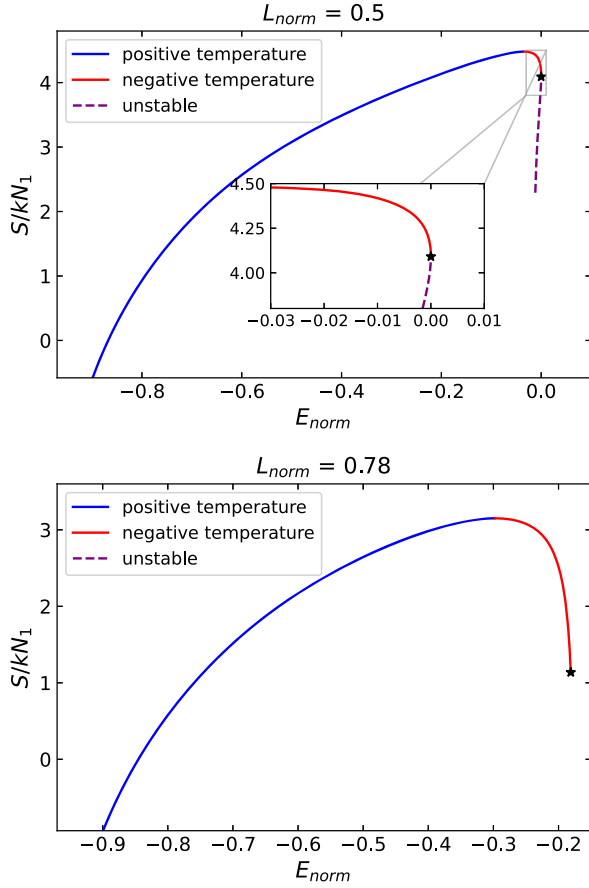 L_norm = 0.5
positive temperature
negative temperature
unstable
S/kN₁
4
3
2
1
0
4.50
4.25
4.00
−0.03 −0.02 −0.01 0.00 0.01
−0.8 −0.6 −0.4 −0.2 0.0
E_norm
L_norm = 0.78
positive temperature
negative temperature
unstable
S/kN₁
3
2
1
0
−0.9 −0.8 −0.7 −0.6 −0.5 −0.4 −0.3 −0.2
E_norm